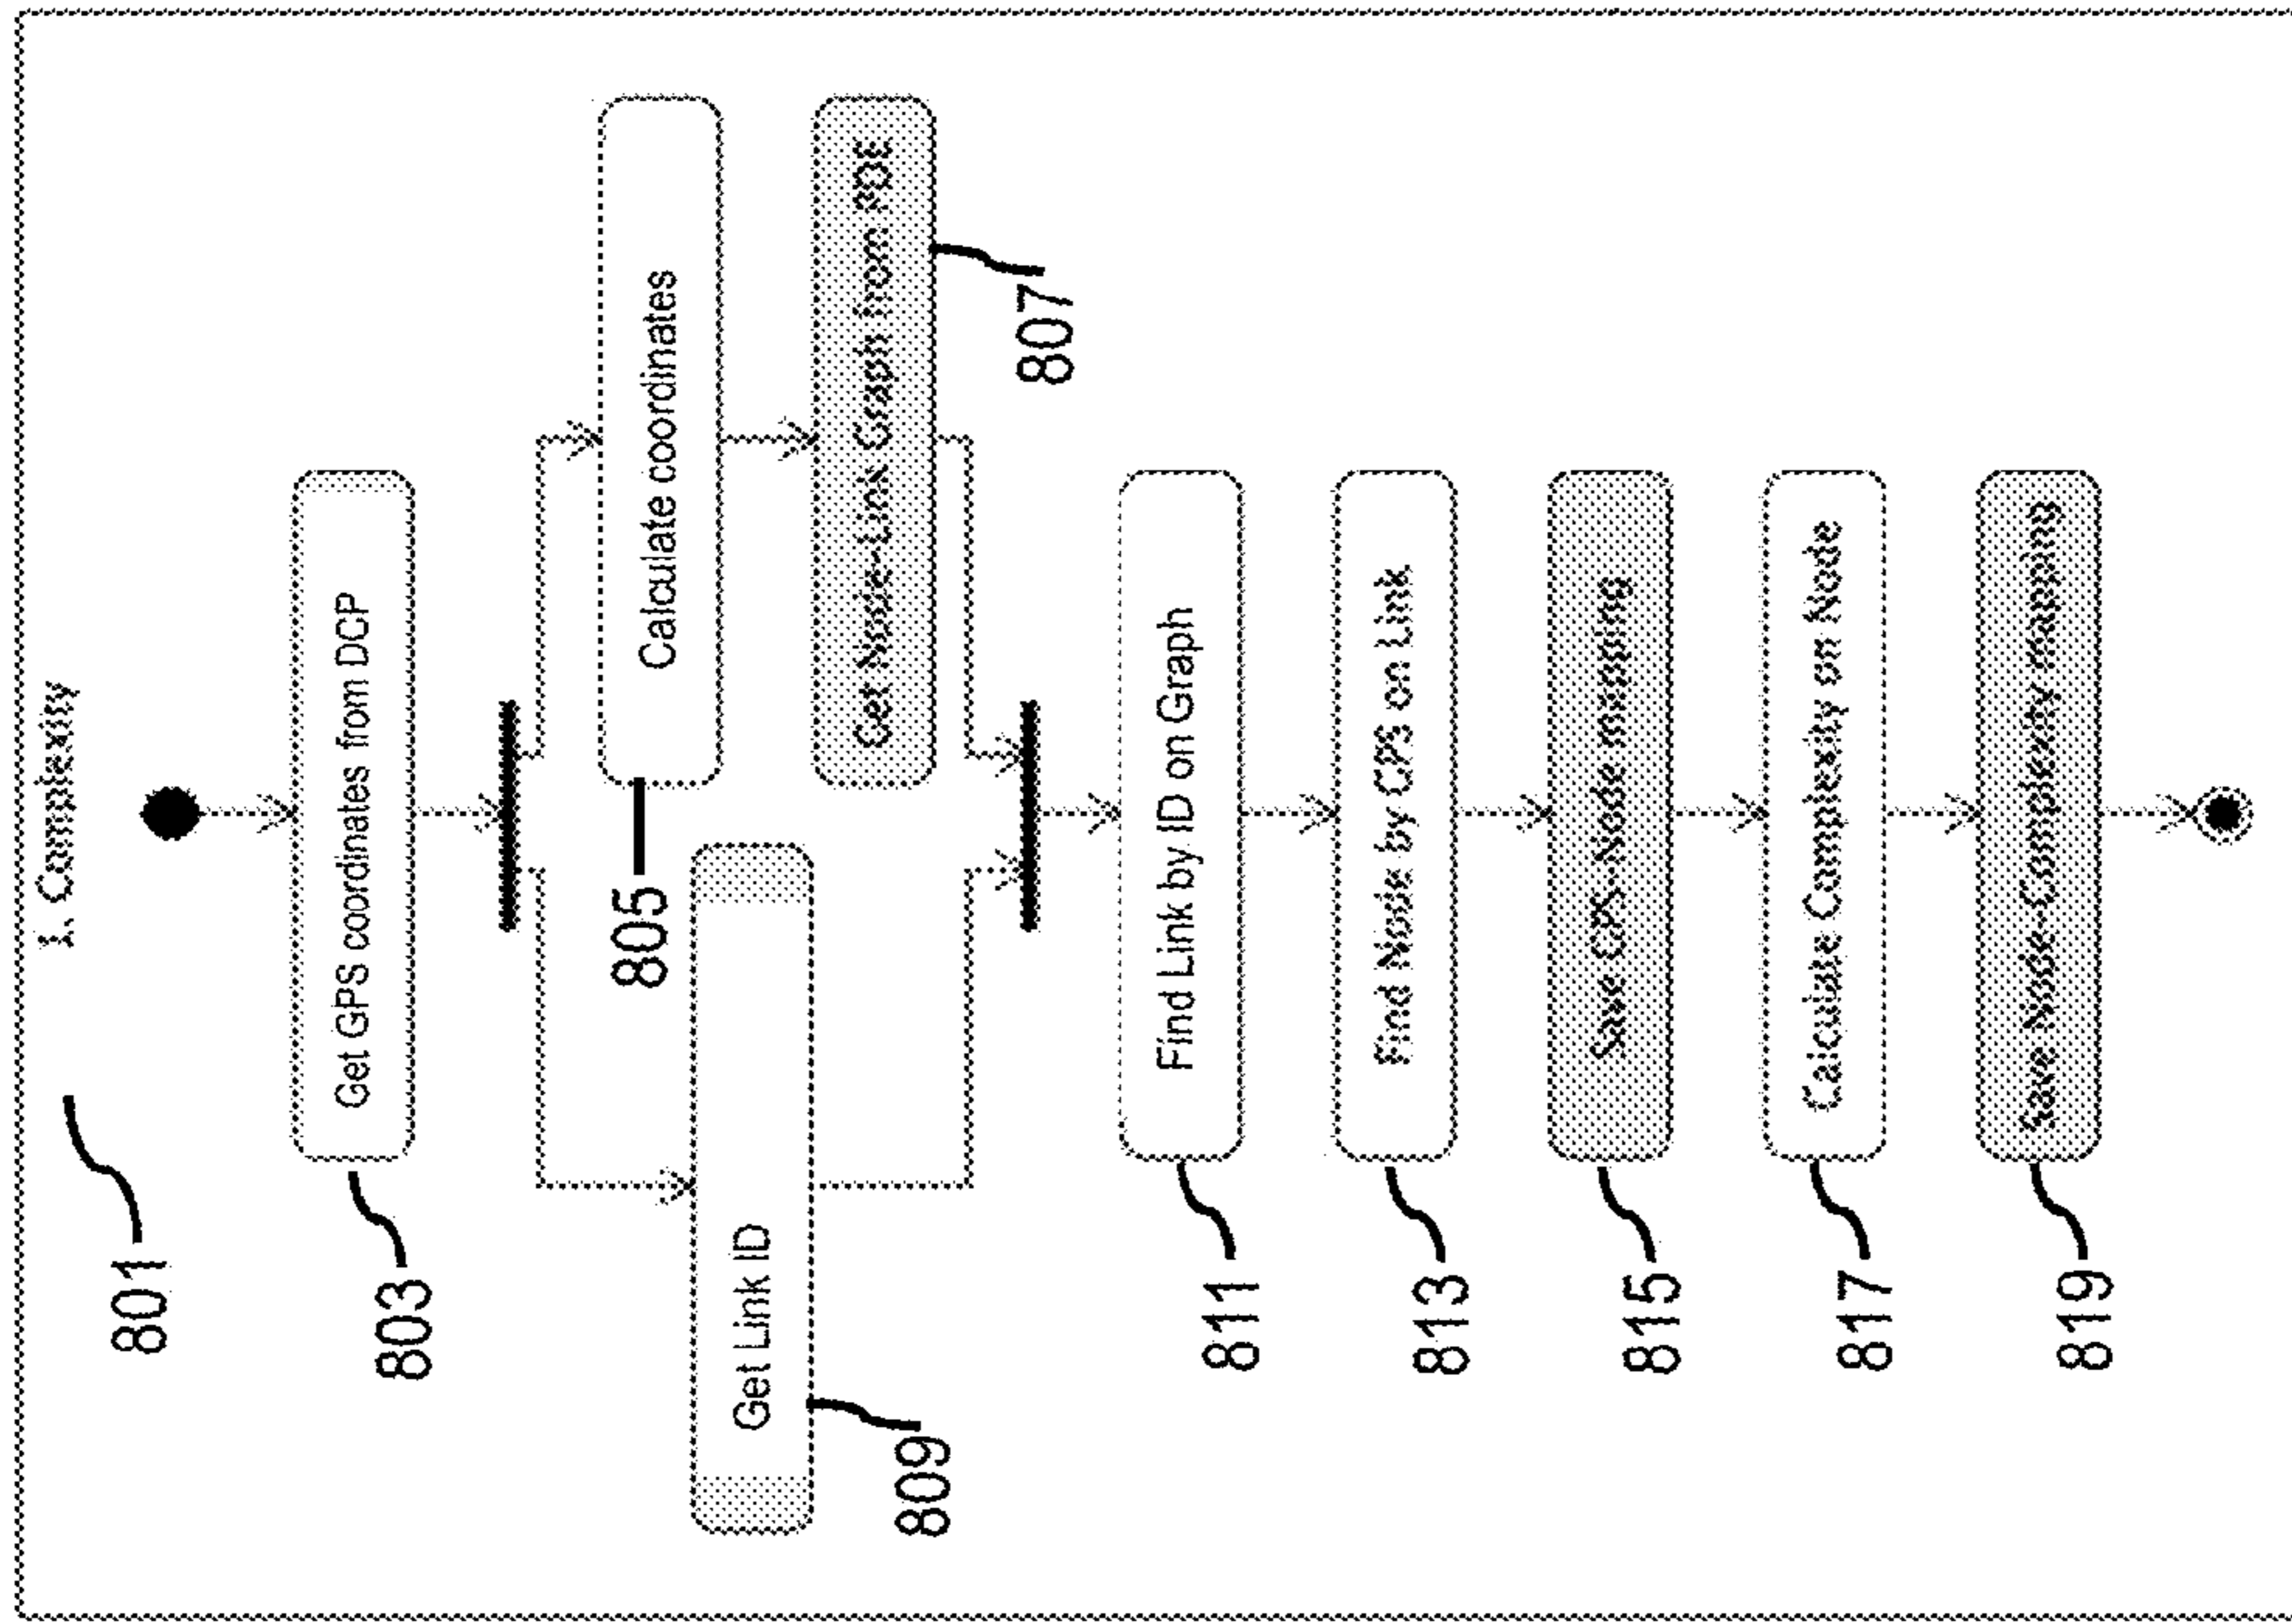 1. Complexity
801
Get GPS coordinates from DCP
803
Calculate coordinates
805
Get Node-Link Graph from PDE
807
Get Link ID
809
Find Link by ID on Graph
811
Find Node by GPS on Link
813
Save GPS-Node mapping
815
Calculate Complexity on Node
817
Save Node-Complexity mapping
819